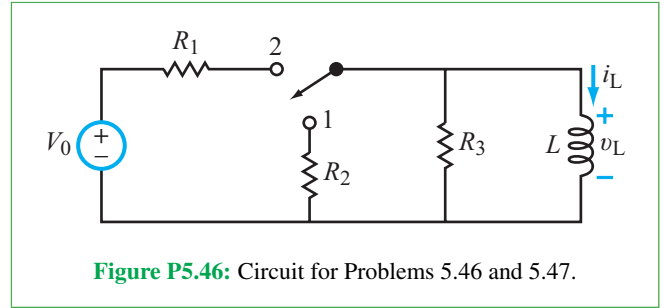 R1
2
iL
+
V0
+
−
1
R2
R3
L
vL
−
Figure P5.46: Circuit for Problems 5.46 and 5.47.